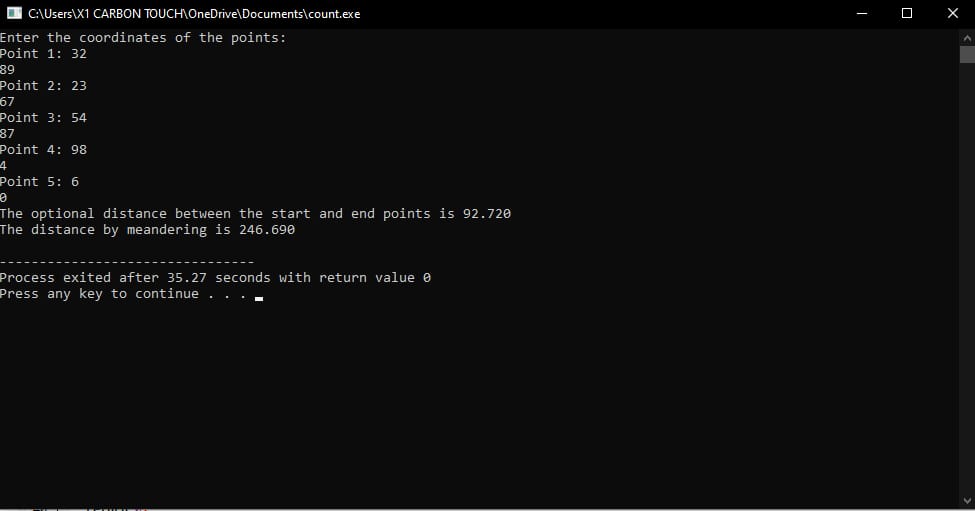 C:\Users\X1 CARBON TOUCH\OneDrive\Documents\count.exe
Enter the coordinates of the points:
Point 1: 32
89
Point 2: 23
67
Point 3: 54
87
Point 4: 98
4
Point 5: 6
0
The optional distance between the start and end points is 92.720
The distance by meandering is 246.690
--------------------------------
Process exited after 35.27 seconds with return value 0
Press any key to continue . . .